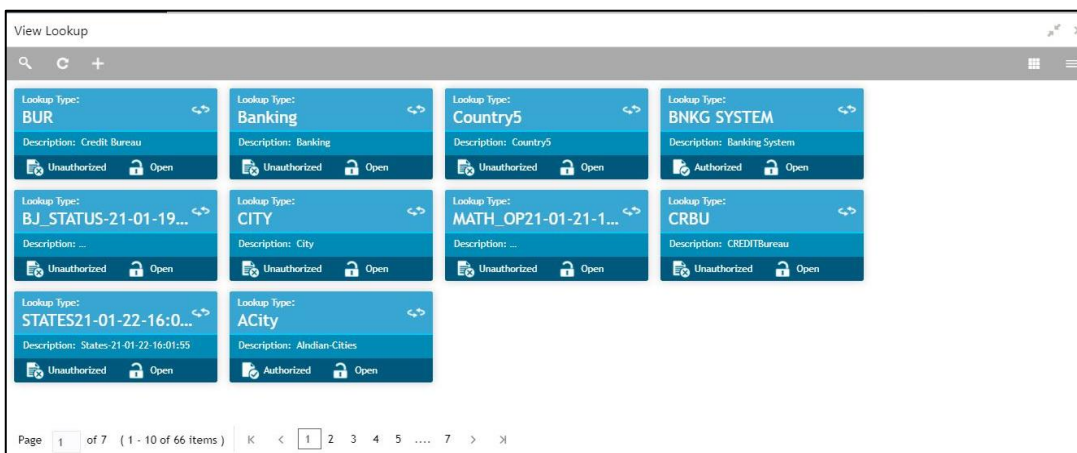 View Lookup
Lookup Type:
BUR
Description: Credit Bureau
Unauthorized Open
Lookup Type:
Banking
Description: Banking
Unauthorized Open
Lookup Type:
Country5
Description: Country5
Unauthorized Open
Lookup Type:
BNKG SYSTEM
Description: Banking System
Authorized Open
Lookup Type:
BJ_STATUS-21-01-19...
Description: ...
Unauthorized Open
Lookup Type:
CITY
Description: City
Unauthorized Open
Lookup Type:
MATH_OP21-01-21-1...
Description: ...
Unauthorized Open
Lookup Type:
CRBU
Description: CREDITBureau
Unauthorized Open
Lookup Type:
STATES21-01-22-16:0...
Description: States-21-01-22-16:01:55
Unauthorized Open
Lookup Type:
ACity
Description: AIndian-Cities
Authorized Open
Page 1 of 7 ( 1 - 10 of 66 items ) 1 2 3 4 5 .... 7